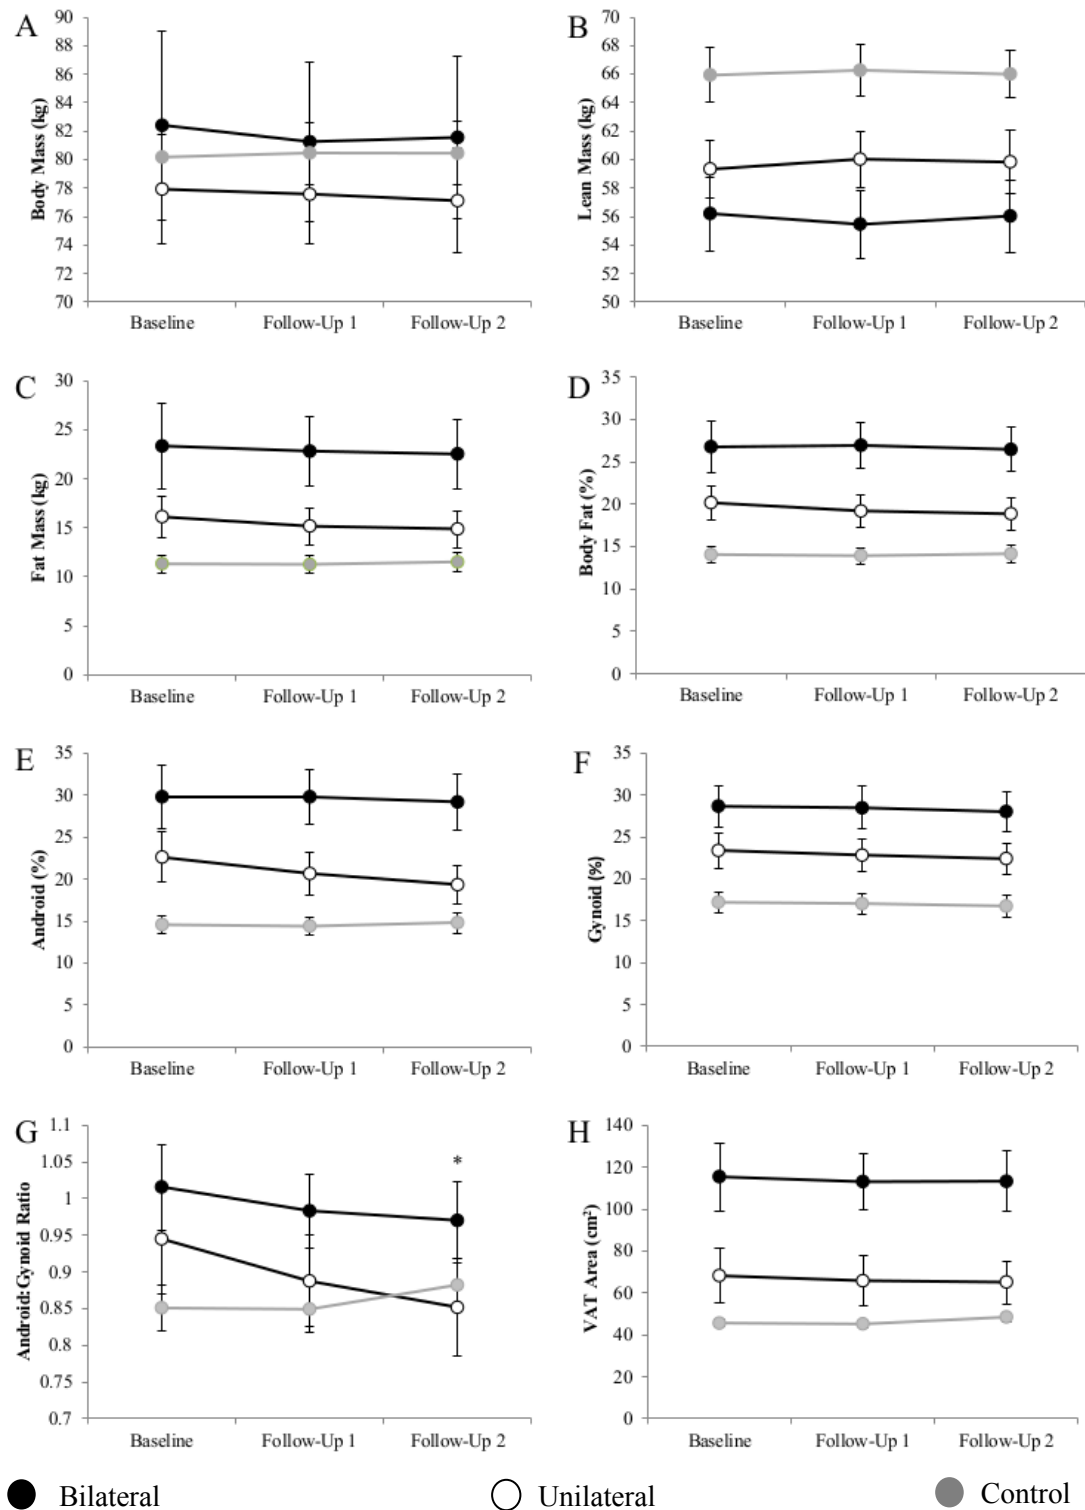 A
Body Mass (kg)
90
88
86
84
82
80
78
76
74
72
70
Baseline Follow-Up 1 Follow-Up 2
B
Lean Mass (kg)
70
68
66
64
62
60
58
56
54
52
50
Baseline Follow-Up 1 Follow-Up 2
C
Fat Mass (kg)
30
25
20
15
10
5
0
Baseline Follow-Up 1 Follow-Up 2
D
Body Fat (%)
35
30
25
20
15
10
5
0
Baseline Follow-Up 1 Follow-Up 2
E
Android (%)
35
30
25
20
15
10
5
0
Baseline Follow-Up 1 Follow-Up 2
F
Gynoid (%)
35
30
25
20
15
10
5
0
Baseline Follow-Up 1 Follow-Up 2
G
Android:Gynoid Ratio
1.1
1.05
1
0.95
0.9
0.85
0.8
0.75
0.7
*
Baseline Follow-Up 1 Follow-Up 2
H
VAT Area (cm²)
140
120
100
80
60
40
20
0
Baseline Follow-Up 1 Follow-Up 2
Bilateral Unilateral Control